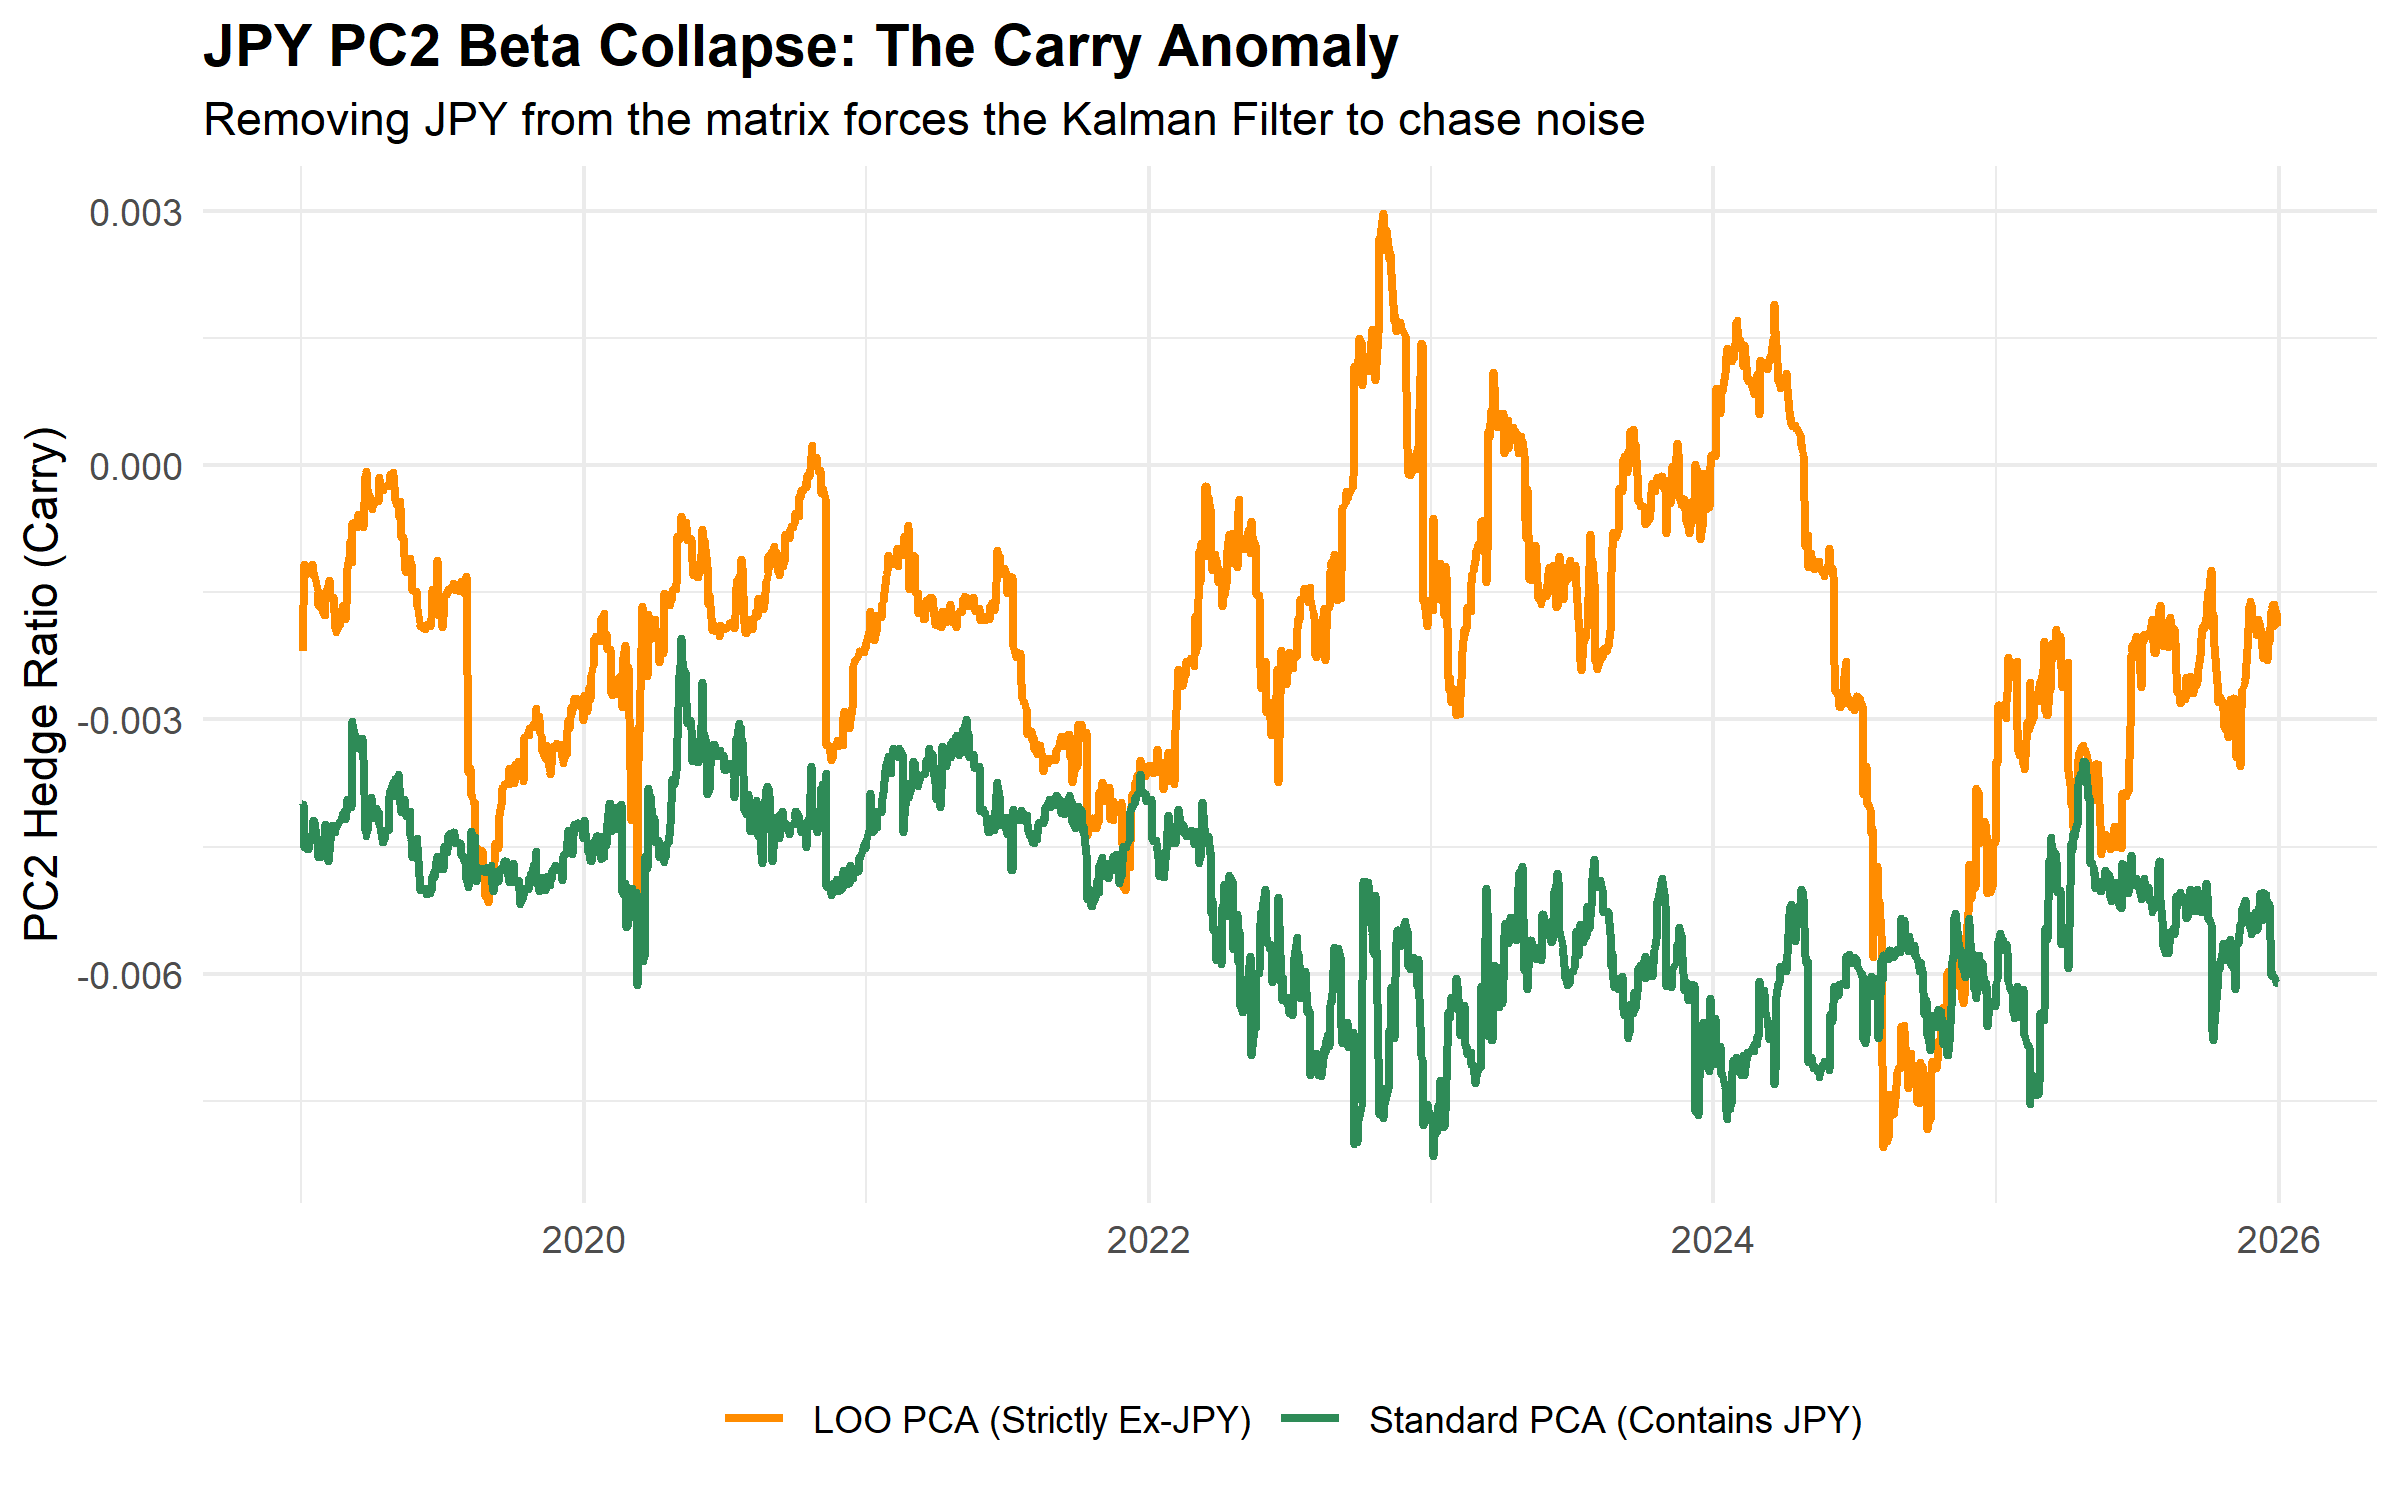 JPY PC2 Beta Collapse: The Carry Anomaly
Removing JPY from the matrix forces the Kalman Filter to chase noise
PC2 Hedge Ratio (Carry)
0.003
0.000
-0.003
-0.006
2020
2022
2024
2026
LOO PCA (Strictly Ex-JPY)
Standard PCA (Contains JPY)